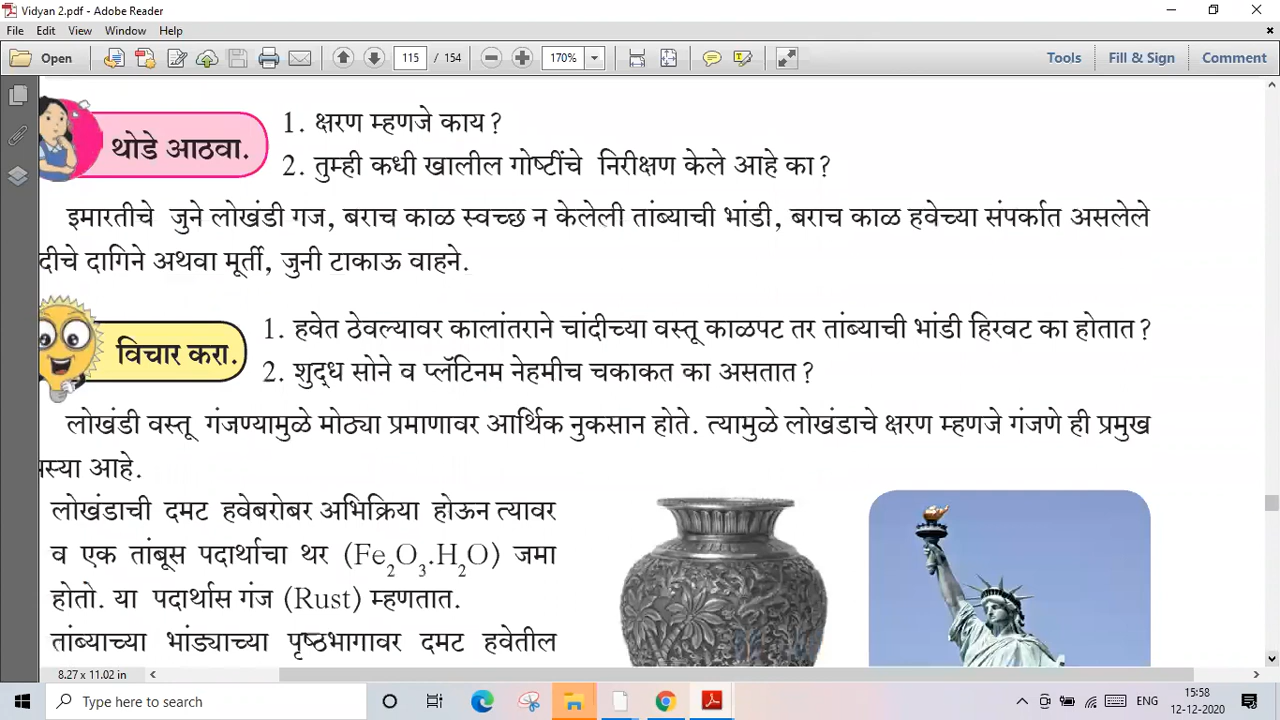 Vidyan 2.pdf - Adobe Reader
File Edit View Window Help
Open 115 / 154 170% Tools Fill & Sign Comment
थोडे आठवा.
1. क्षरण म्हणजे काय ?
2. तुम्ही कधी खालील गोष्टींचे निरीक्षण केले आहे का ?
इमारतीचे जुने लोखंडी गज, बराच काळ स्वच्छ न केलेली तांब्याची भांडी, बराच काळ हवेच्या संपर्कात असलेले
दीचे दागिने अथवा मूर्ती, जुनी टाकाऊ वाहने.
विचार करा.
1. हवेत ठेवल्यावर कालांतराने चांदीच्या वस्तू काळपट तर तांब्याची भांडी हिरवट का होतात ?
2. शुद्ध सोने व प्लॅटिनम नेहमीच चकाकत का असतात ?
लोखंडी वस्तू गंजण्यामुळे मोठ्या प्रमाणावर आर्थिक नुकसान होते. त्यामुळे लोखंडाचे क्षरण म्हणजे गंजणे ही प्रमुख
स्या आहे.
लोखंडाची दमट हवेबरोबर अभिक्रिया होऊन त्यावर
व एक तांबूस पदार्थाचा थर (Fe₂O₃.H₂O) जमा
होतो. या पदार्थास गंज (Rust) म्हणतात.
तांब्याच्या भांड्याच्या पृष्ठभागावर दमट हवेतील
8.27 x 11.02 in
Type here to search ENG 15:58
12-12-2020